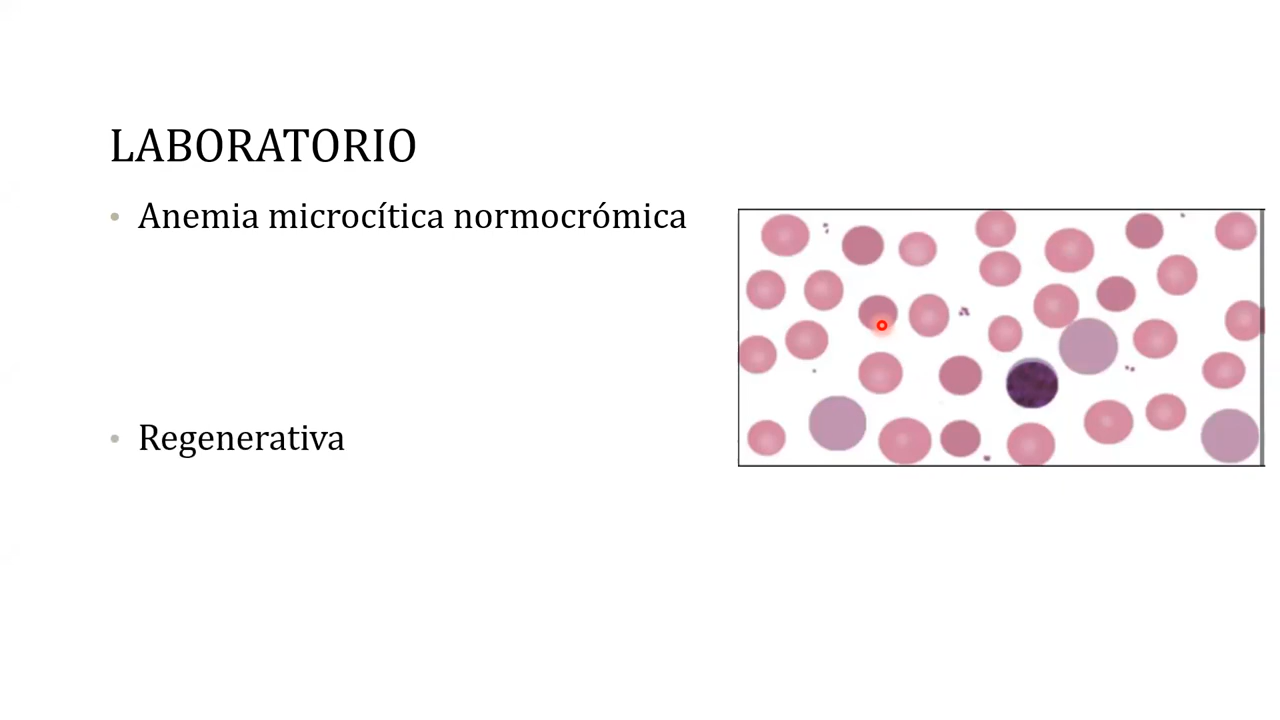 LABORATORIO
• Anemia microcítica normocrómica
• Regenerativa